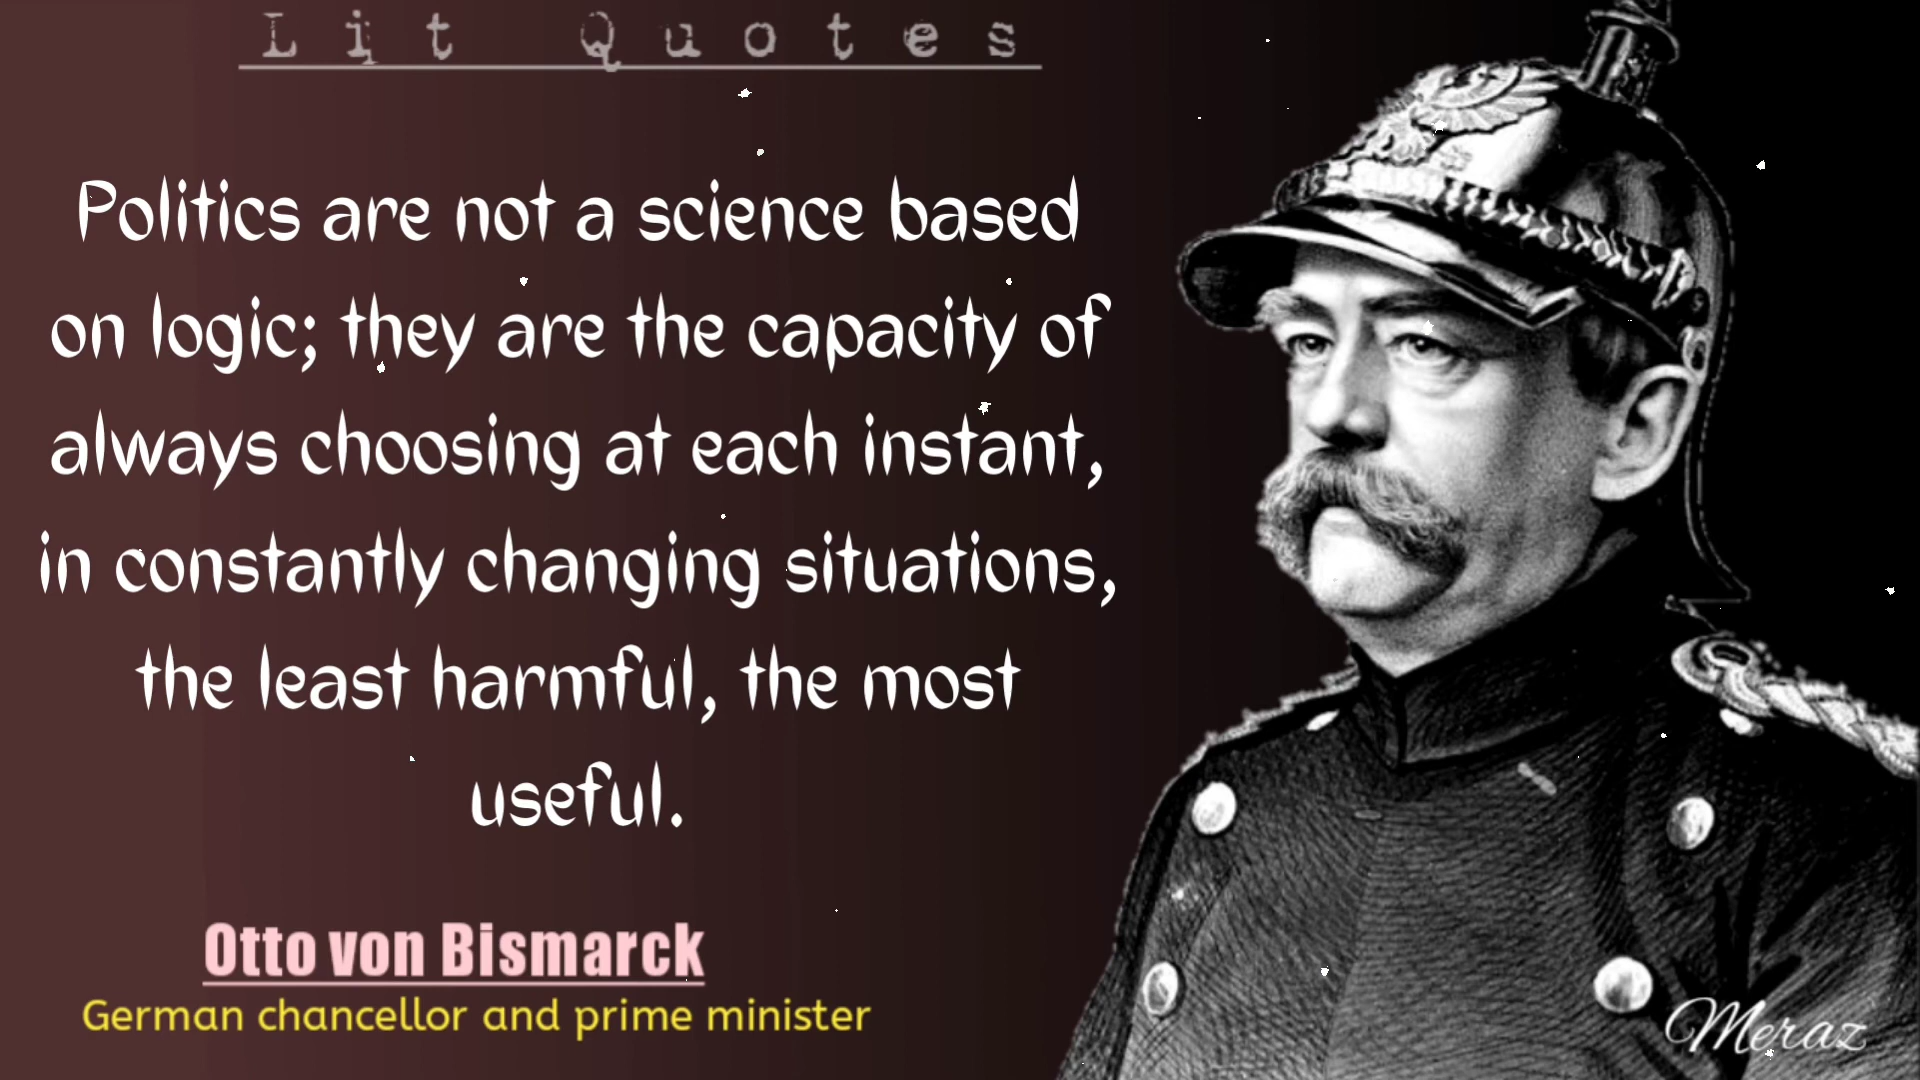 Lit Quotes
Politics are not a science based
on logic; they are the capacity of
always choosing at each instant,
in constantly changing situations,
the least harmful, the most
useful.
Otto von Bismarck
German chancellor and prime minister
Meraz